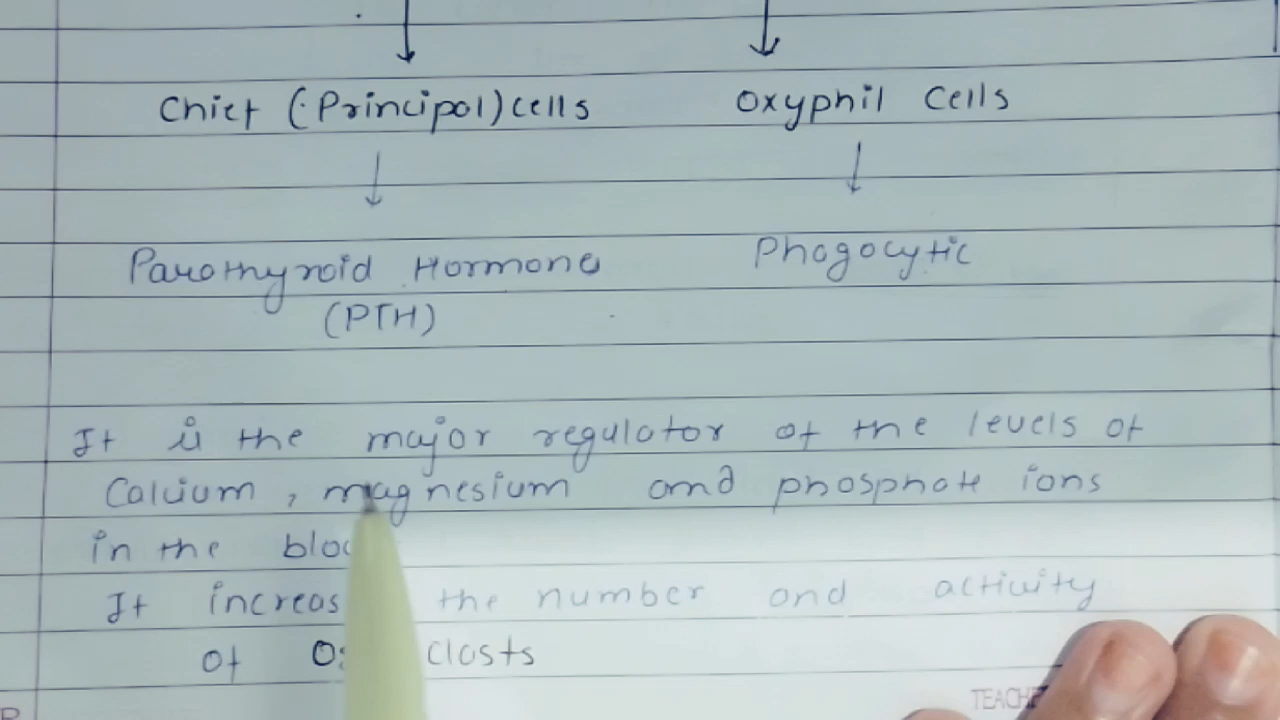 Chief (Principal) cells
Oxyphil Cells
Parathyroid Hormone
(PTH)
Phagocytic
It is the major regulator of the levels of
Calcium, magnesium and phosphate ions
in the
It the number and activity
of
TEACHE